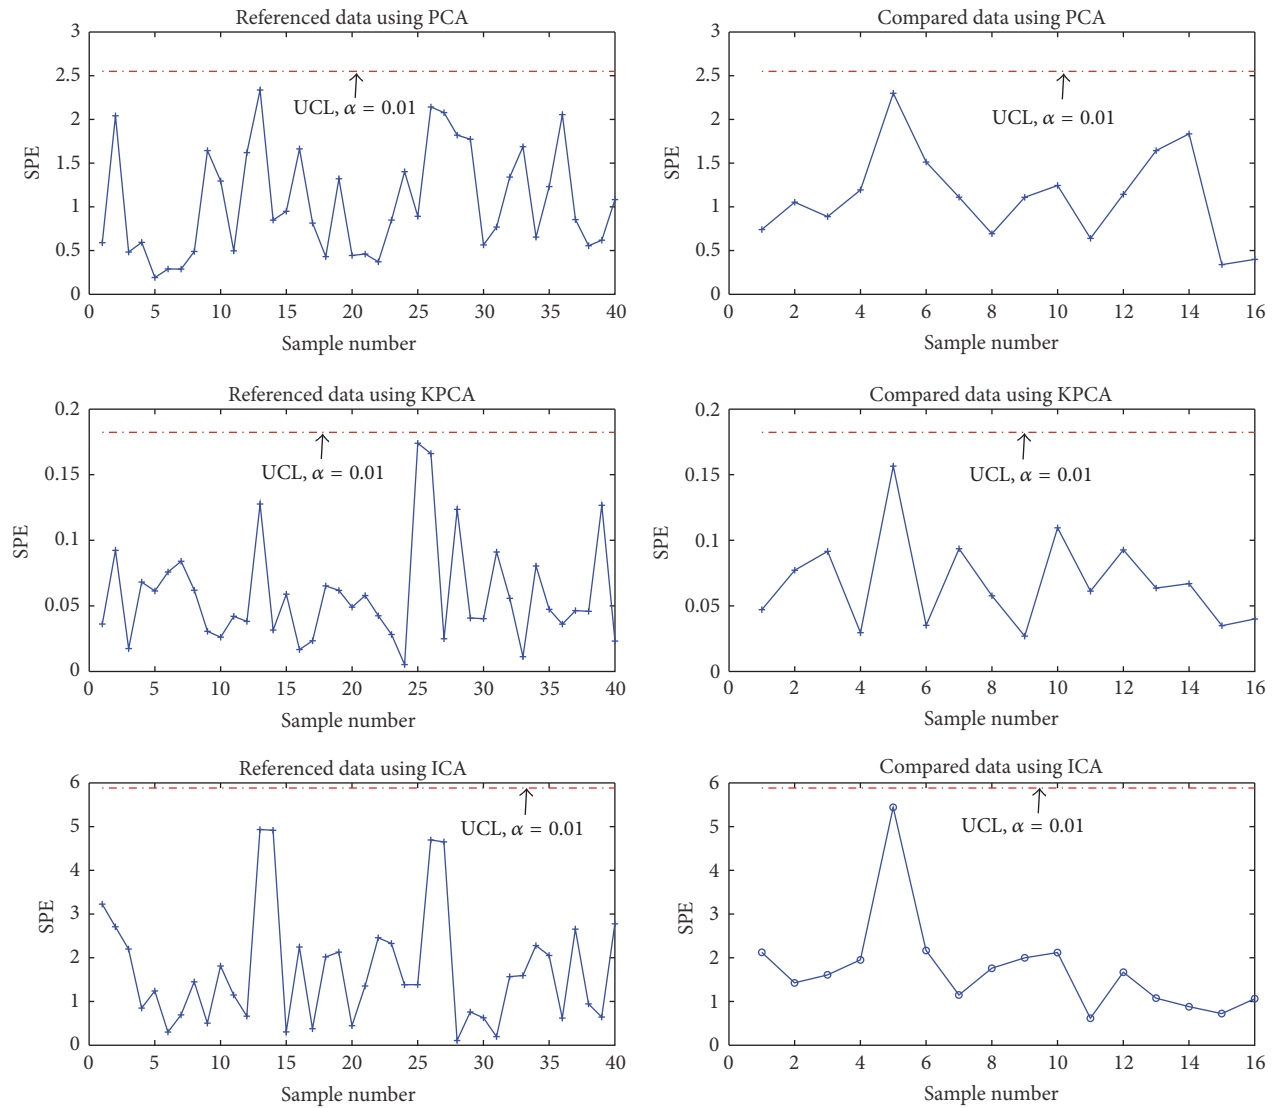 Referenced data using PCA
3
2.5
2
1.5
1
0.5
0
SPE
UCL, α = 0.01
0 5 10 15 20 25 30 35 40
Sample number
Compared data using PCA
3
2.5
2
1.5
1
0.5
0
SPE
UCL, α = 0.01
0 2 4 6 8 10 12 14 16
Sample number
Referenced data using KPCA
0.2
0.15
0.1
0.05
0
SPE
UCL, α = 0.01
0 5 10 15 20 25 30 35 40
Sample number
Compared data using KPCA
0.2
0.15
0.1
0.05
0
SPE
UCL, α = 0.01
0 2 4 6 8 10 12 14 16
Sample number
Referenced data using ICA
6
5
4
3
2
1
0
SPE
UCL, α = 0.01
0 5 10 15 20 25 30 35 40
Sample number
Compared data using ICA
6
5
4
3
2
1
0
SPE
UCL, α = 0.01
0 2 4 6 8 10 12 14 16
Sample number